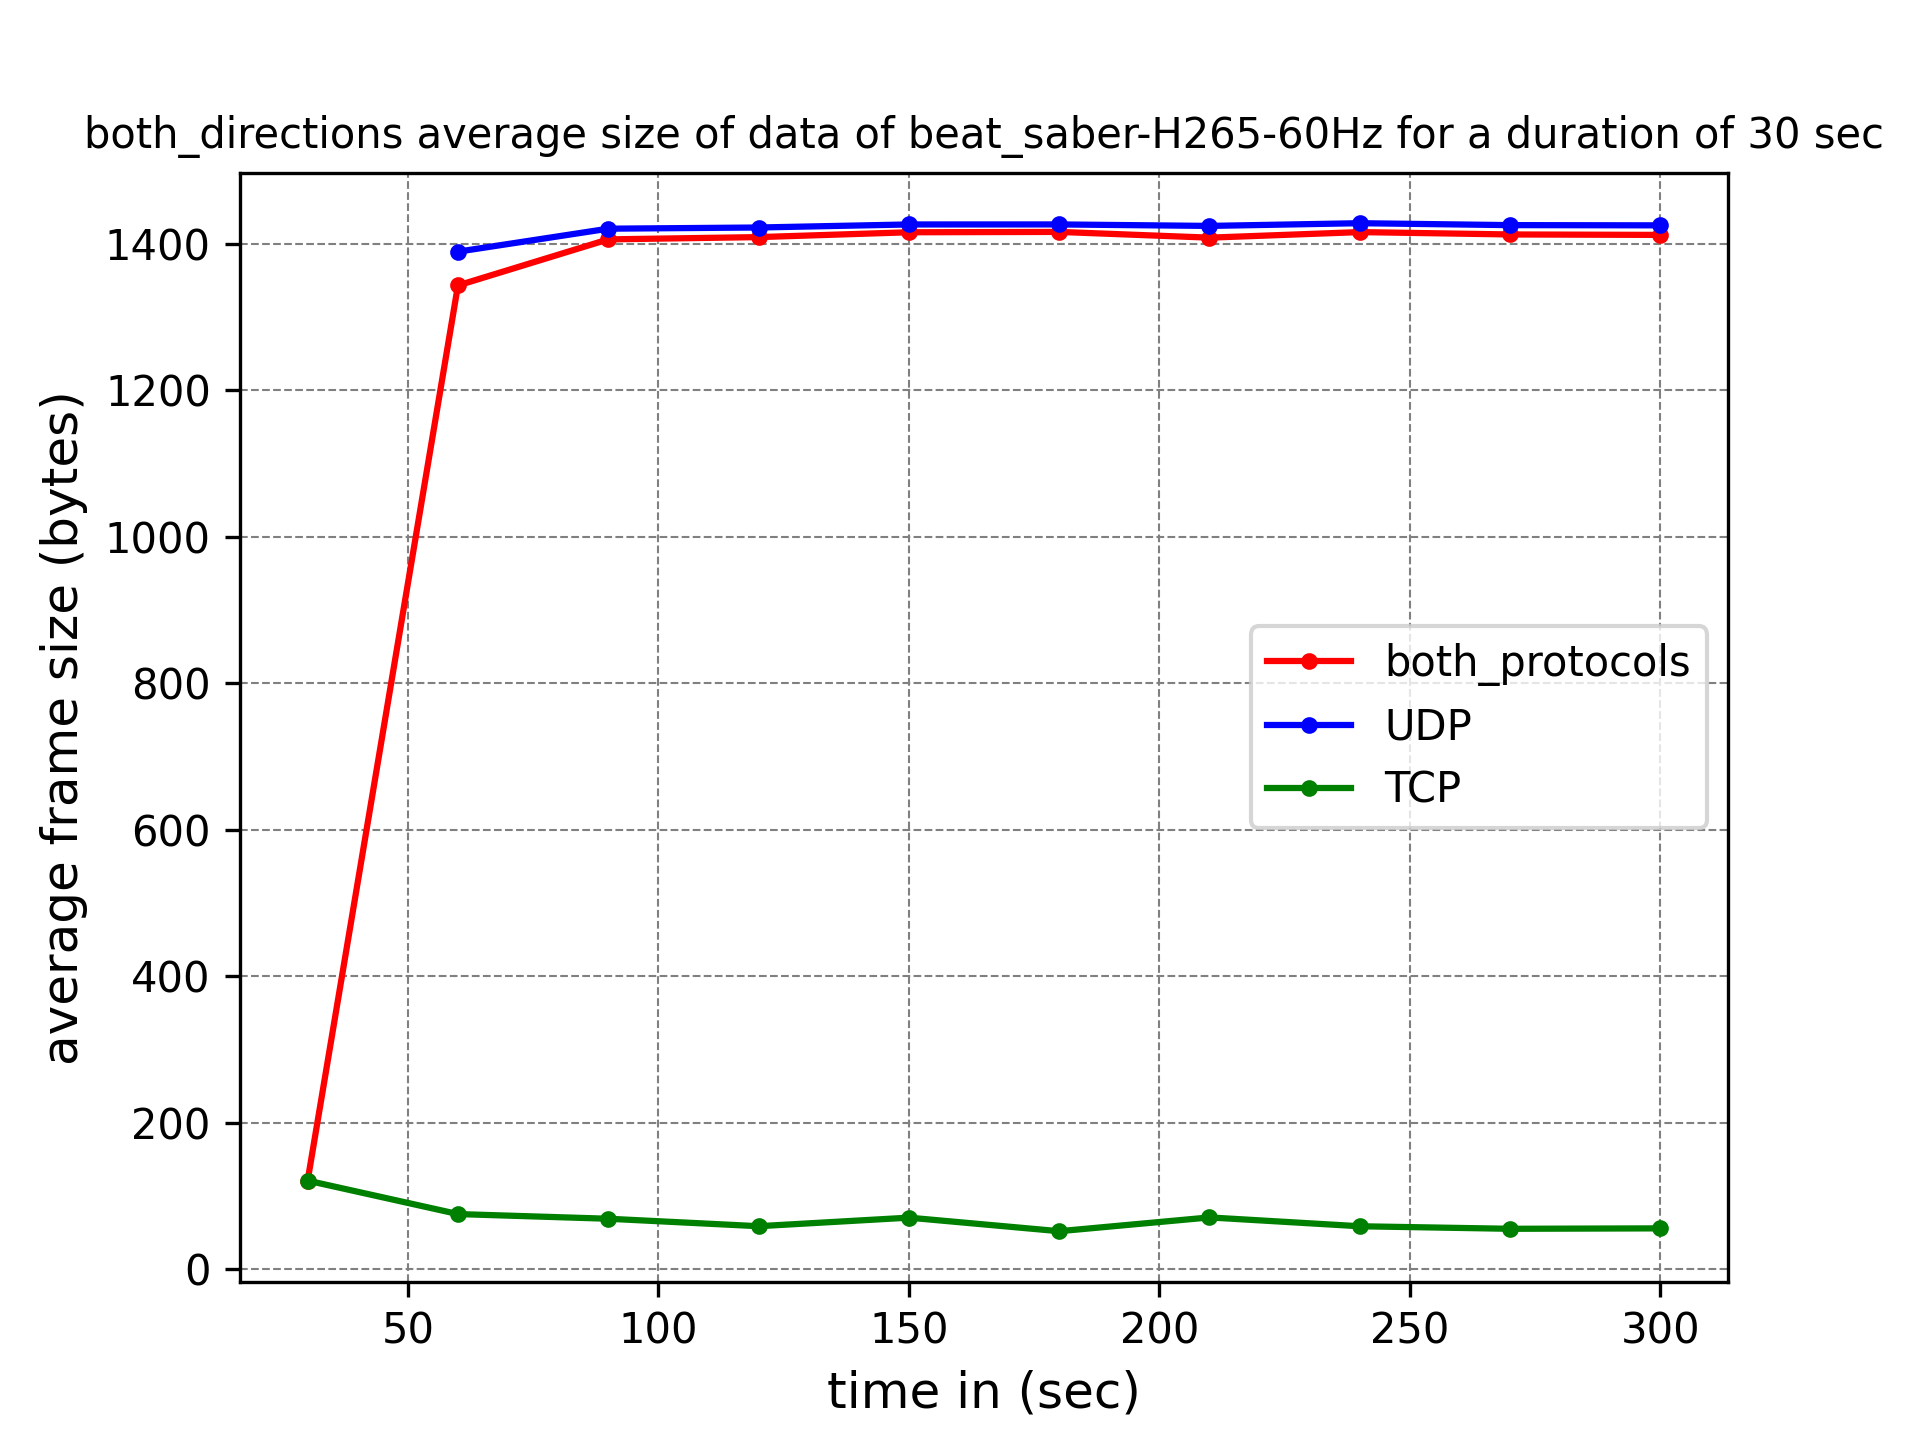 both_directions average size of data of beat_saber-H265-60Hz for a duration of 30 sec
average frame size (bytes)
1400
1200
1000
800
600
400
200
0
both_protocols
UDP
TCP
50 100 150 200 250 300
time in (sec)